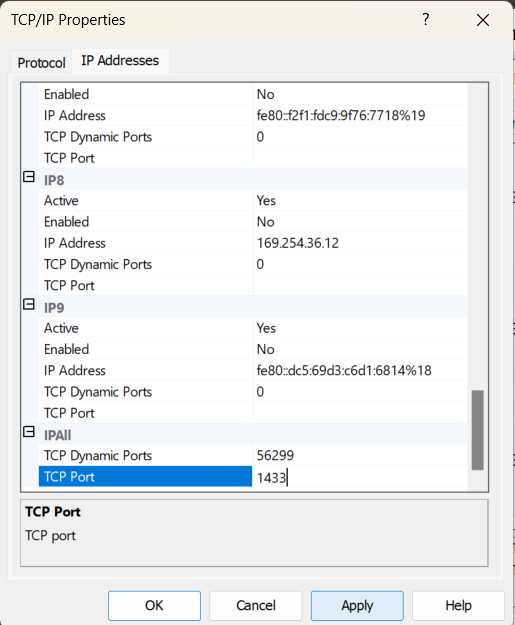 TCP/IP Properties ?
Protocol IP Addresses
Enabled No
IP Address fe80::f2f1:fdc9:9f76:7718%19
TCP Dynamic Ports 0
TCP Port
IP8
Active Yes
Enabled No
IP Address 169.254.36.12
TCP Dynamic Ports 0
TCP Port
IP9
Active Yes
Enabled No
IP Address fe80::dc5:69d3:c6d1:6814%18
TCP Dynamic Ports 0
TCP Port
IPAll
TCP Dynamic Ports 56299
TCP Port 1433
TCP Port
TCP port
OK Cancel Apply Help